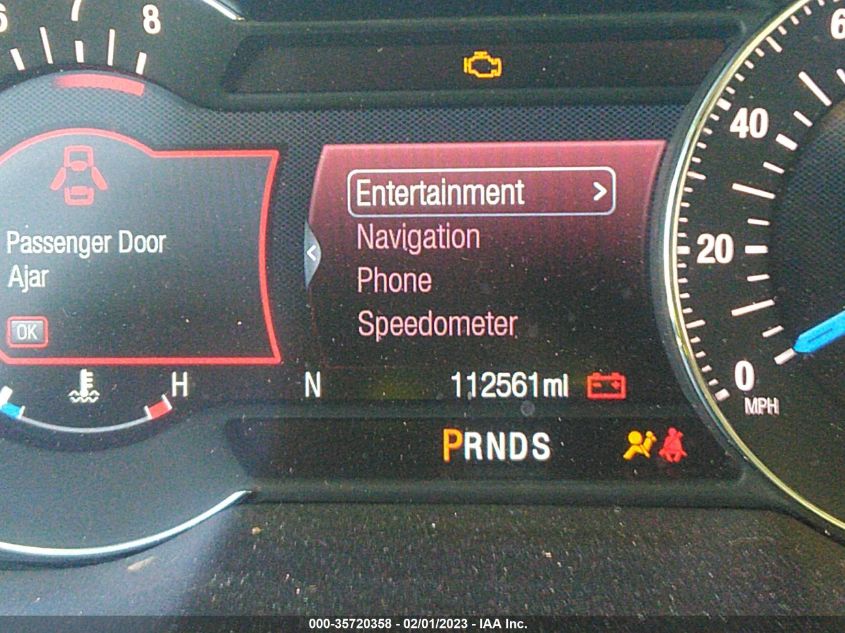 7 8
Passenger Door
Ajar
OK
Entertainment >
Navigation
Phone
Speedometer
H
N 112561ml
PRNDS
40
20
0
MPH
000-35720358 - 02/01/2023 - IAA Inc.